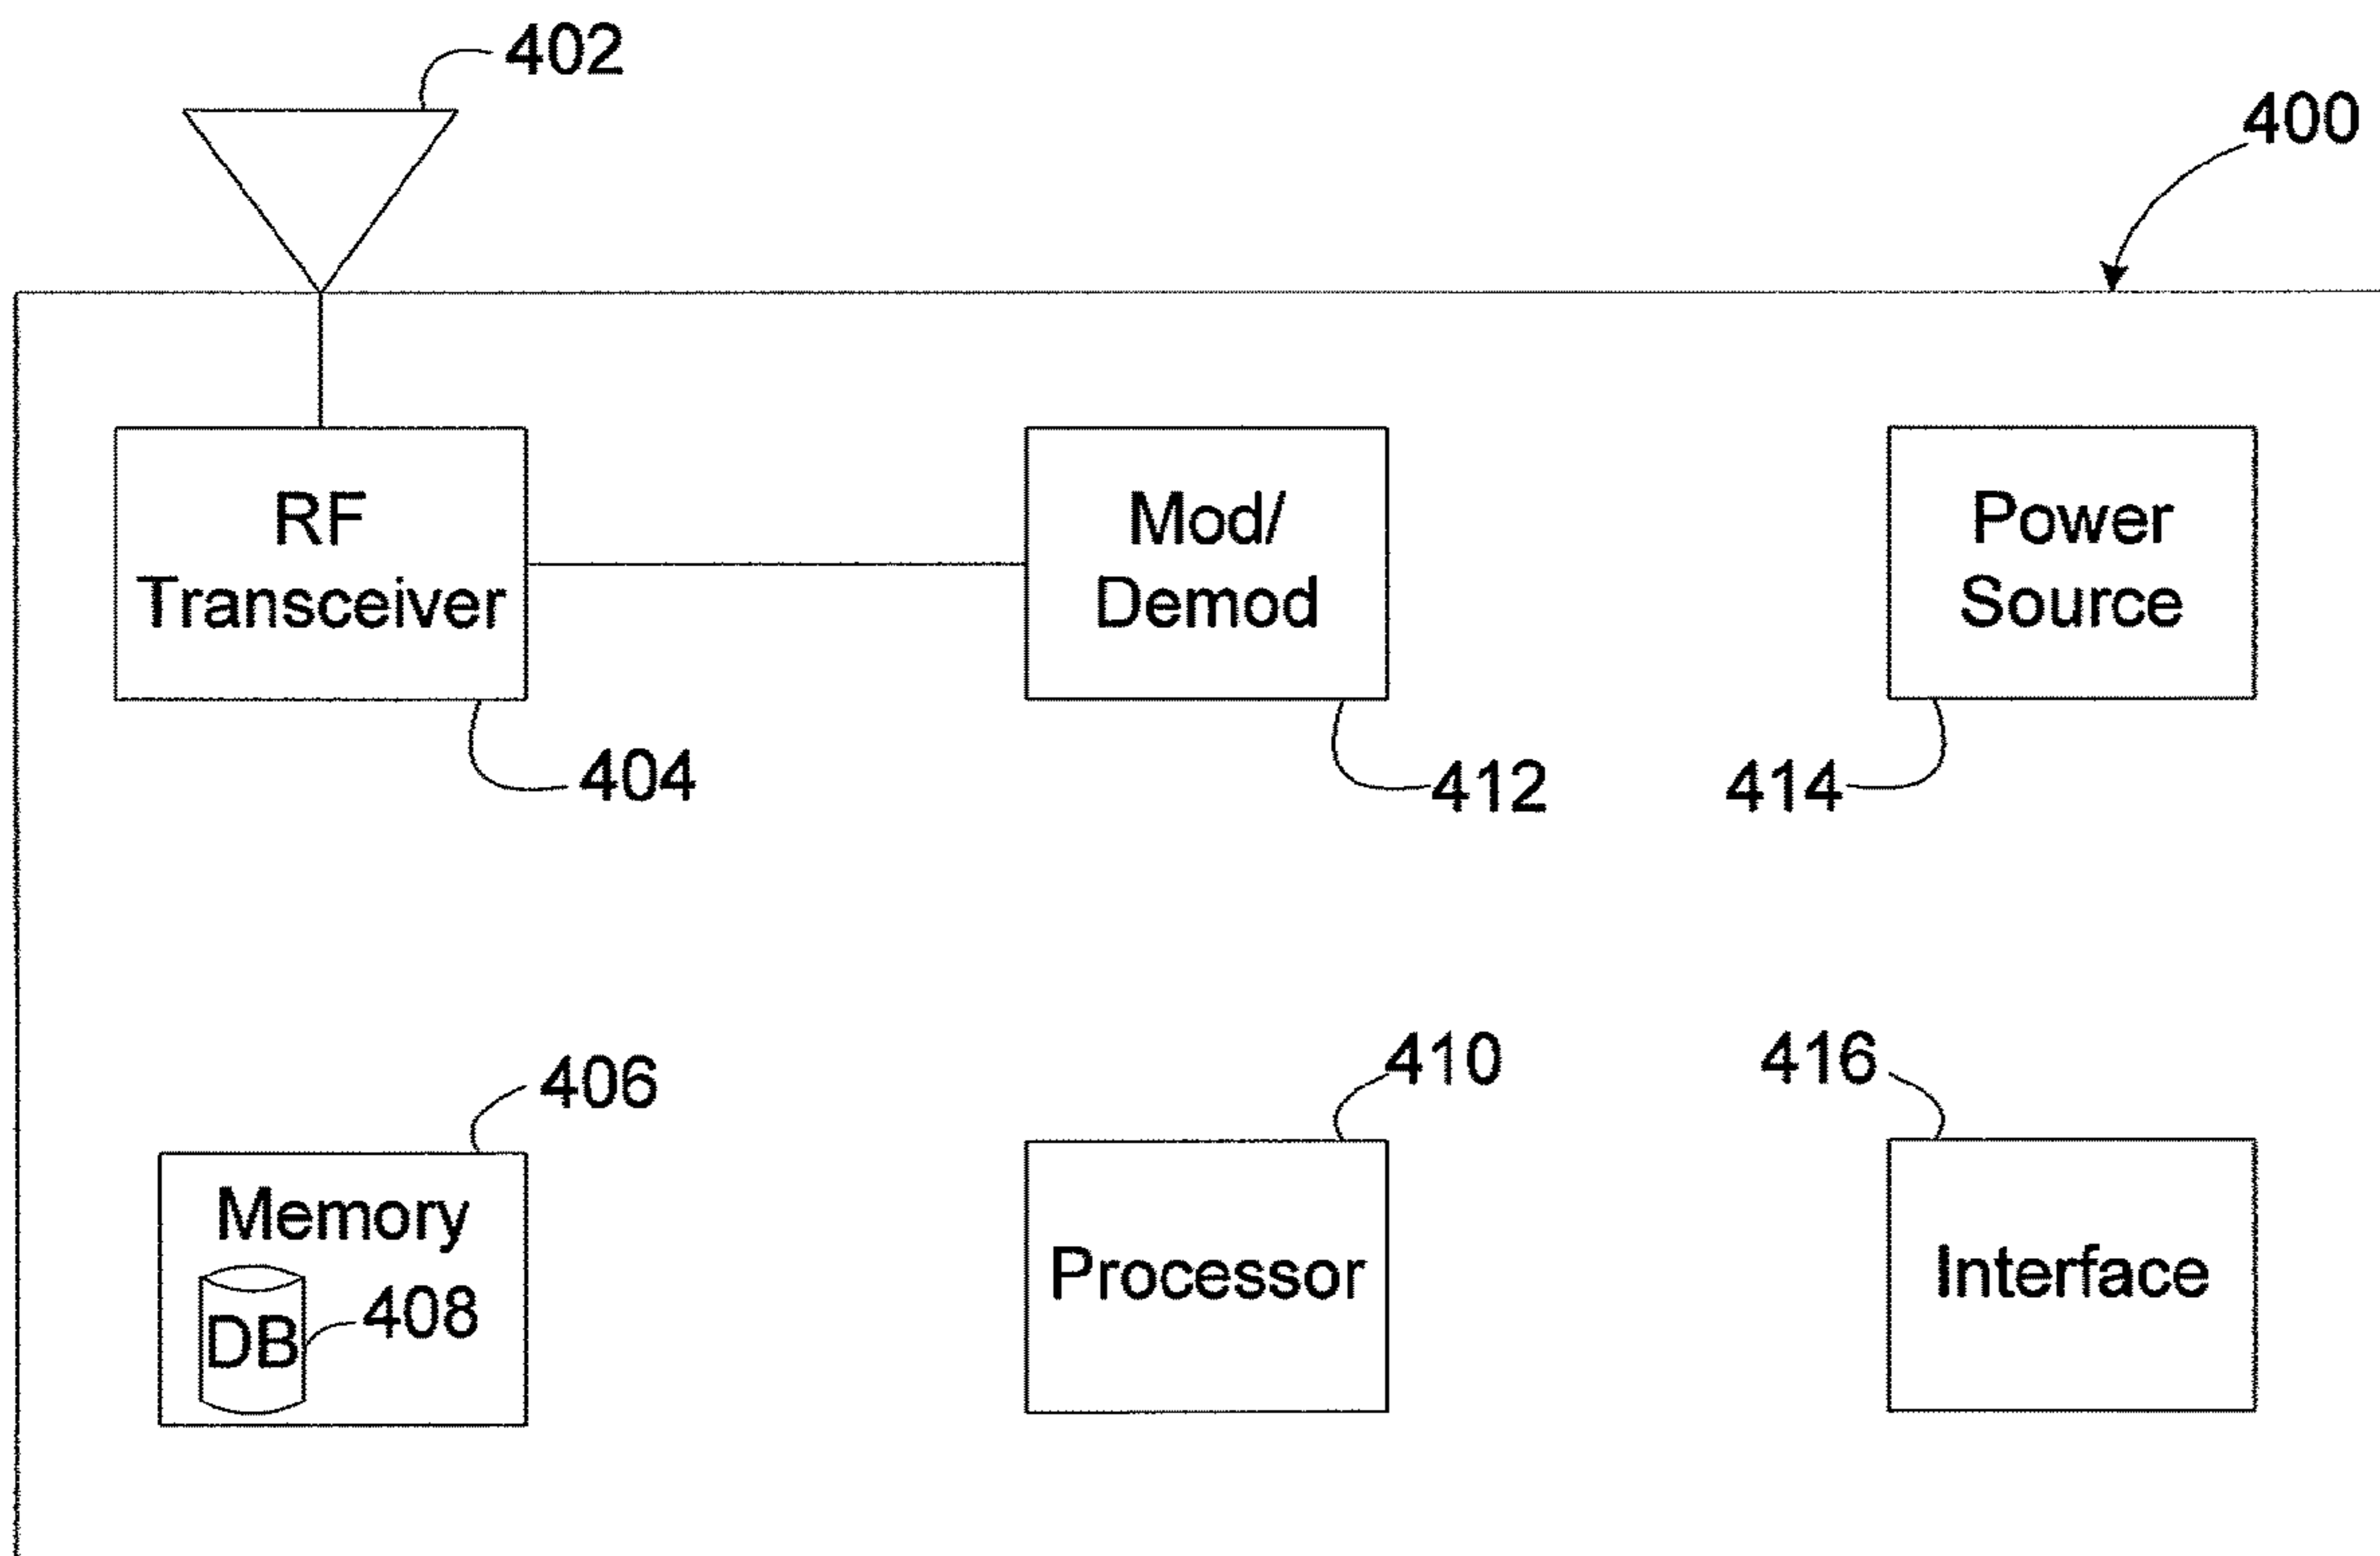 402
400
RF
Transceiver
404
Mod/
Demod
412
Power
Source
414
406
Memory
DB
408
410
Processor
416
Interface